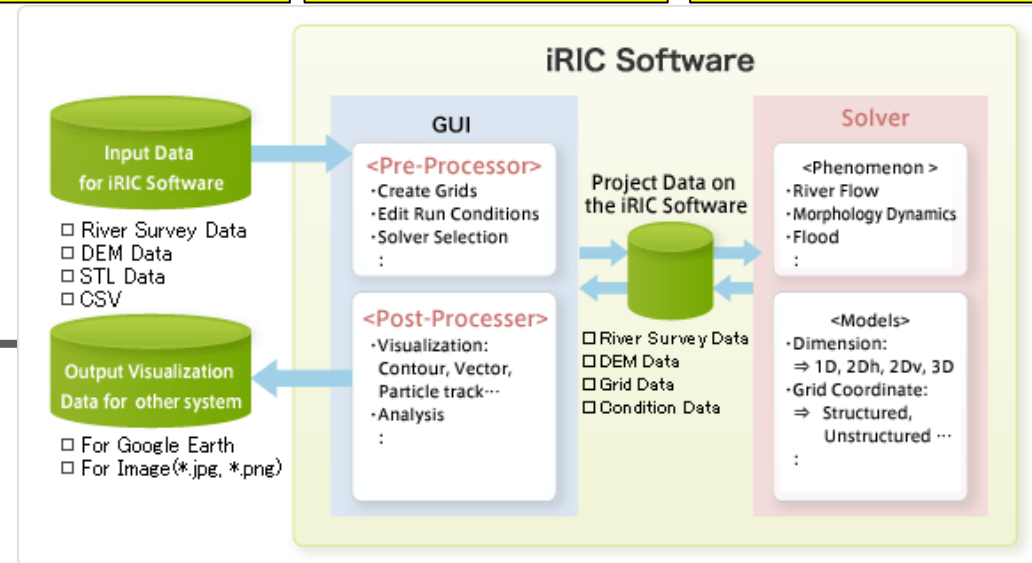 iRIC Software
Input Data
for iRIC Software
□ River Survey Data
□ DEM Data
□ STL Data
□ CSV
Output Visualization
Data for other system
□ For Google Earth
□ For Image(*.jpg, *.png)
GUI
<Pre-Processor>
・Create Grids
・Edit Run Conditions
・Solver Selection
:
<Post-Processer>
・Visualization:
Contour, Vector,
Particle track…
・Analysis
:
Project Data on
the iRIC Software
□ River Survey Data
□ DEM Data
□ Grid Data
□ Condition Data
Solver
<Phenomenon >
・River Flow
・Morphology Dynamics
・Flood
:
<Models>
・Dimension:
⇒ 1D, 2Dh, 2Dv, 3D
・Grid Coordinate:
⇒ Structured,
Unstructured …
: